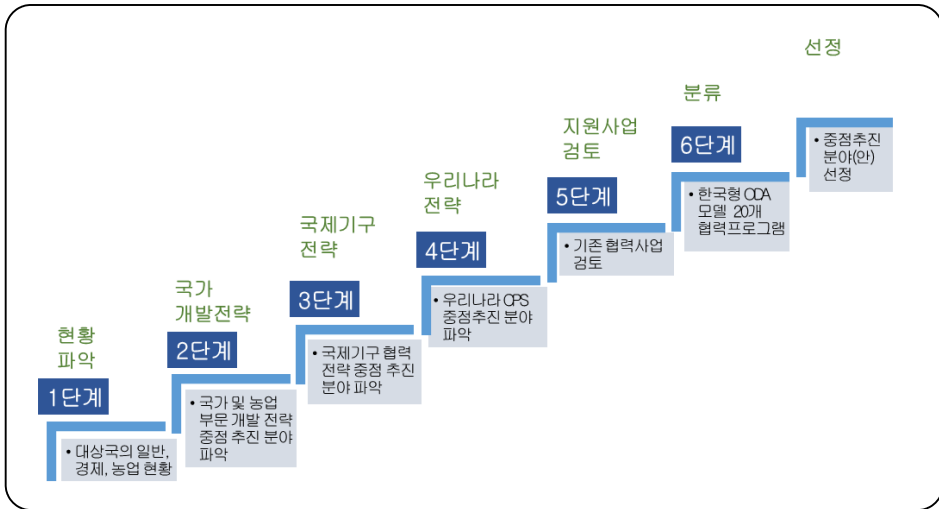 현황
파악
1단계
• 대상국의 일반,
경제, 농업 현황
국가
개발전략
2단계
• 국가 및 농업
부문 개발 전략
중점 추진 분야
파악
국제기구
전략
3단계
• 국제기구 협력
전략 중점 추진
분야 파악
우리나라
전략
4단계
• 우리나라 CPS
중점추진 분야
파악
지원사업
검토
5단계
• 기존 협력사업
검토
분류
6단계
• 한국형 ODA
모델 20개
협력프로그램
선정
• 중점추진
분야(안)
선정